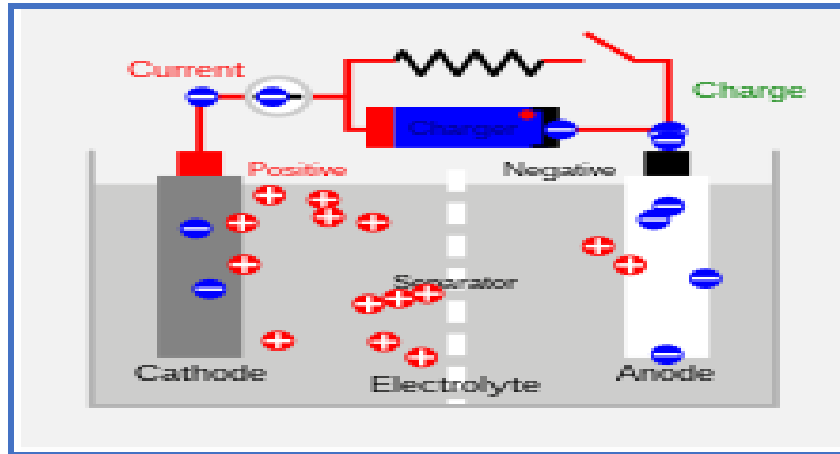 Current
Charge
Charger
Positive
Negative
Separator
Cathode
Electrolyte
Anode